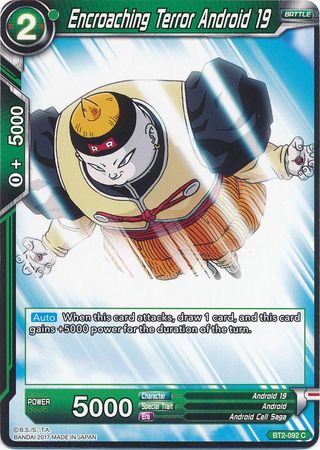 2
Encroaching Terror Android 19
BATTLE
0 + 5000
RR
Auto When this card attacks, draw 1 card, and this card
gains +5000 power for the duration of the turn.
POWER 5000
Character Android 19
Special Trait Android
Era Android Cell Saga
©B.S./S., T.A.
BANDAI 2017 MADE IN JAPAN
BT2-092 C